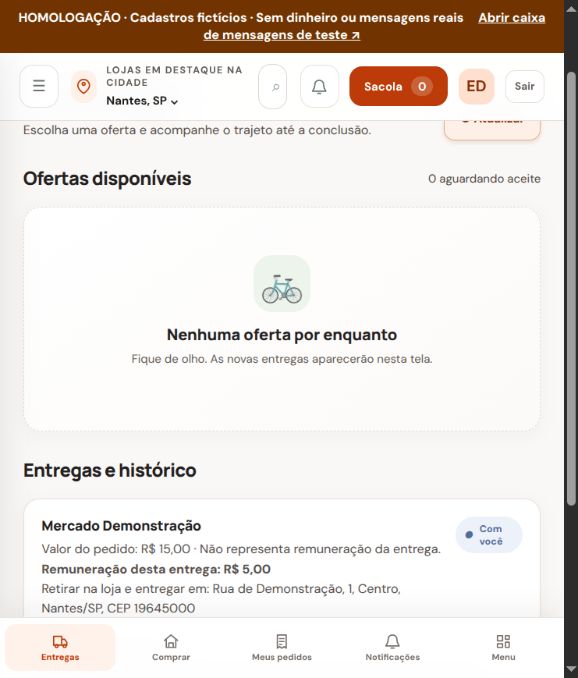 HOMOLOGAÇÃO · Cadastros fictícios · Sem dinheiro ou mensagens reais
Abrir caixa
de mensagens de teste ↗
LOJAS EM DESTAQUE NA
CIDADE
Nantes, SP
Sacola 0
ED
Sair
Escolha uma oferta e acompanhe o trajeto até a conclusão.
Atualizar
Ofertas disponíveis
0 aguardando aceite
Nenhuma oferta por enquanto
Fique de olho. As novas entregas aparecerão nesta tela.
Entregas e histórico
Mercado Demonstração
Com
você
Valor do pedido: R$ 15,00 · Não representa remuneração da entrega.
Remuneração desta entrega: R$ 5,00
Retirar na loja e entregar em: Rua de Demonstração, 1, Centro,
Nantes/SP, CEP 19645000
Entregas
Comprar
Meus pedidos
Notificações
Menu